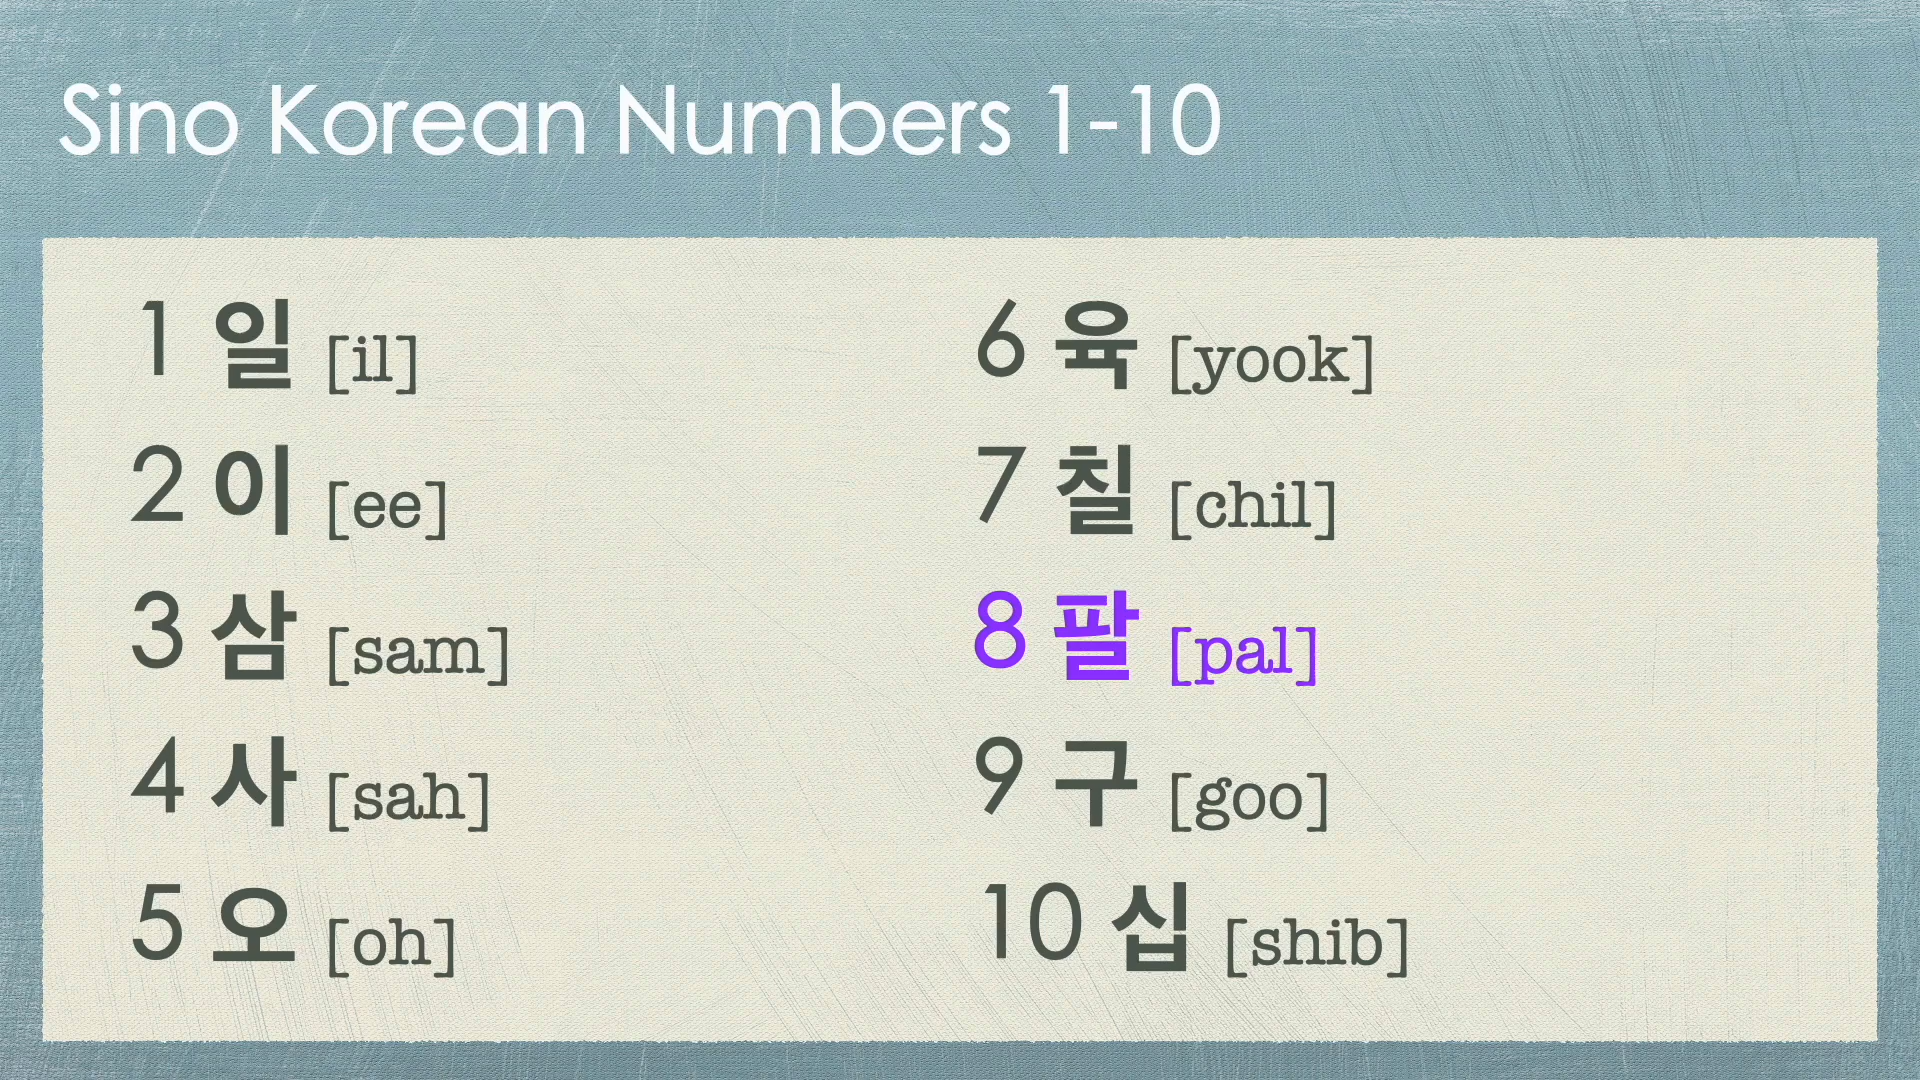 Sino Korean Numbers 1-10
1 일 [il]
2 이 [ee]
3 삼 [sam]
4 사 [sah]
5 오 [oh]
6 육 [yook]
7 칠 [chil]
8 팔 [pal]
9 구 [goo]
10 십 [shib]